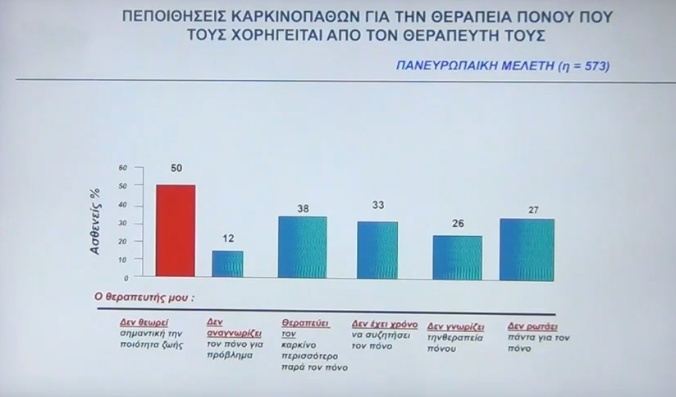 ΠΕΠΟΙΘΗΣΕΙΣ ΚΑΡΚΙΝΟΠΑΘΩΝ ΓΙΑ ΤΗΝ ΘΕΡΑΠΕΙΑ ΠΟΝΟΥ ΠΟΥ
ΤΟΥΣ ΧΟΡΗΓΕΙΤΑΙ ΑΠΟ ΤΟΝ ΘΕΡΑΠΕΥΤΗ ΤΟΥΣ
ΠΑΝΕΥΡΩΠΑΙΚΗ ΜΕΛΕΤΗ (η = 573)
Ασθενείς %
60
50
40
30
20
10
0
50
12
38
33
26
27
Ο θεραπευτής μου :
Δεν θεωρεί
σημαντική την
ποιότητα ζωής
Δεν
αναγνωρίζει
τον πόνο για
πρόβλημα
Θεραπεύει
τον
καρκίνο
περισσότερο
παρά τον πόνο
Δεν έχει χρόνο
να συζητήσει
τον πόνο
Δεν γνωρίζει
τηνθεραπεία
πόνου
Δεν ρωτάει
πάντα για τον
πόνο